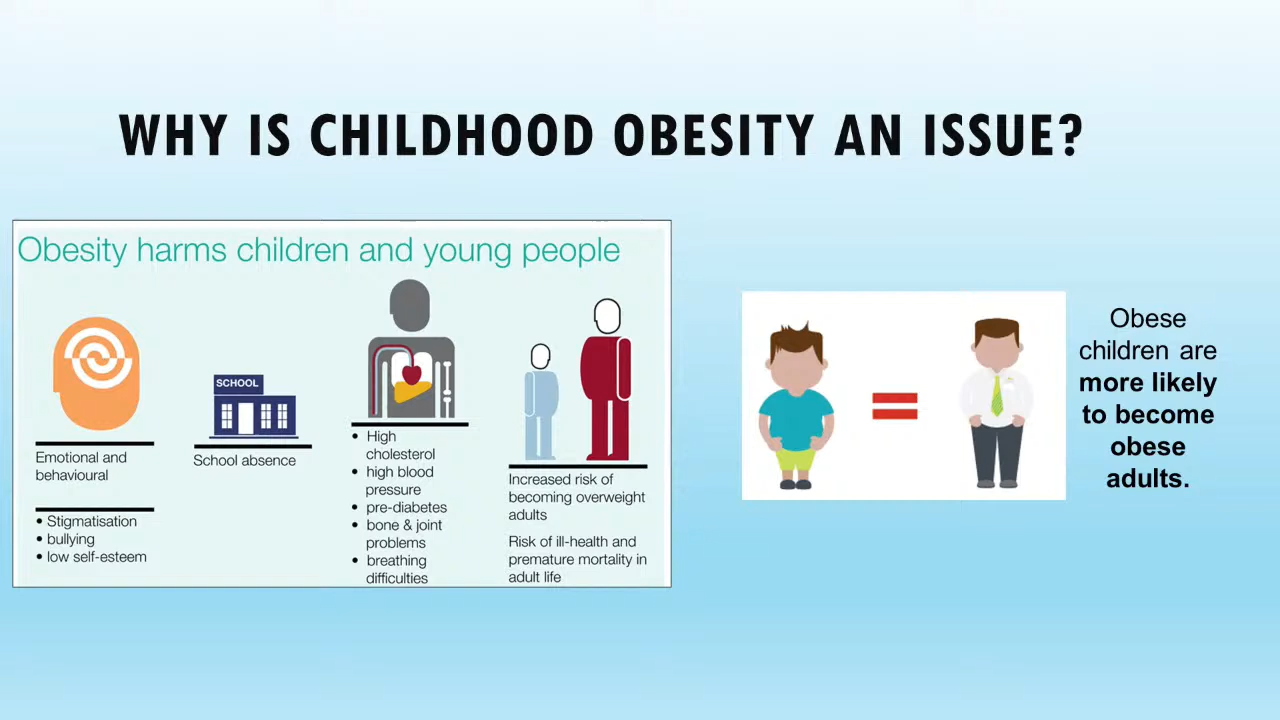 WHY IS CHILDHOOD OBESITY AN ISSUE?
Obesity harms children and young people
SCHOOL
Emotional and
behavioural
• Stigmatisation
• bullying
• low self-esteem
School absence
• High
cholesterol
• high blood
pressure
• pre-diabetes
• bone & joint
problems
• breathing
difficulties
Increased risk of
becoming overweight
adults
Risk of ill-health and
premature mortality in
adult life
Obese
children are
more likely
to become
obese
adults.